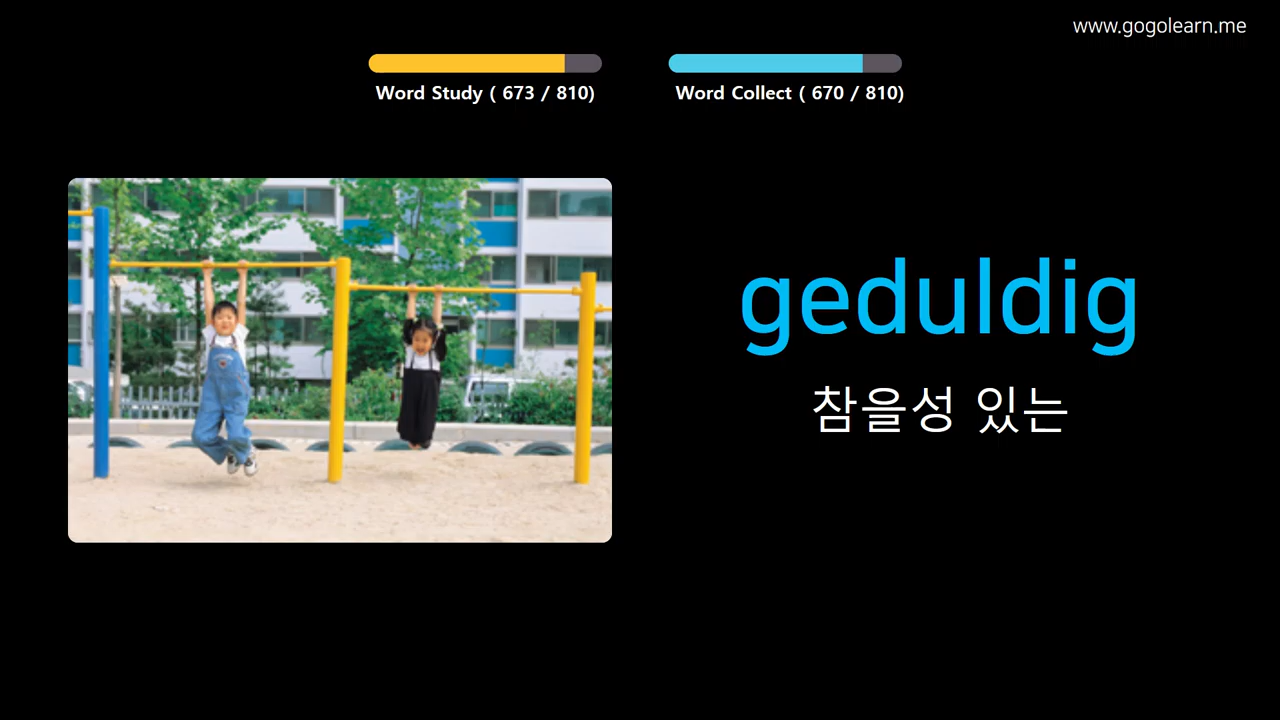 www.gogolearn.me
Word Study ( 673 / 810)
Word Collect ( 670 / 810)
geduldig
참을성 있는